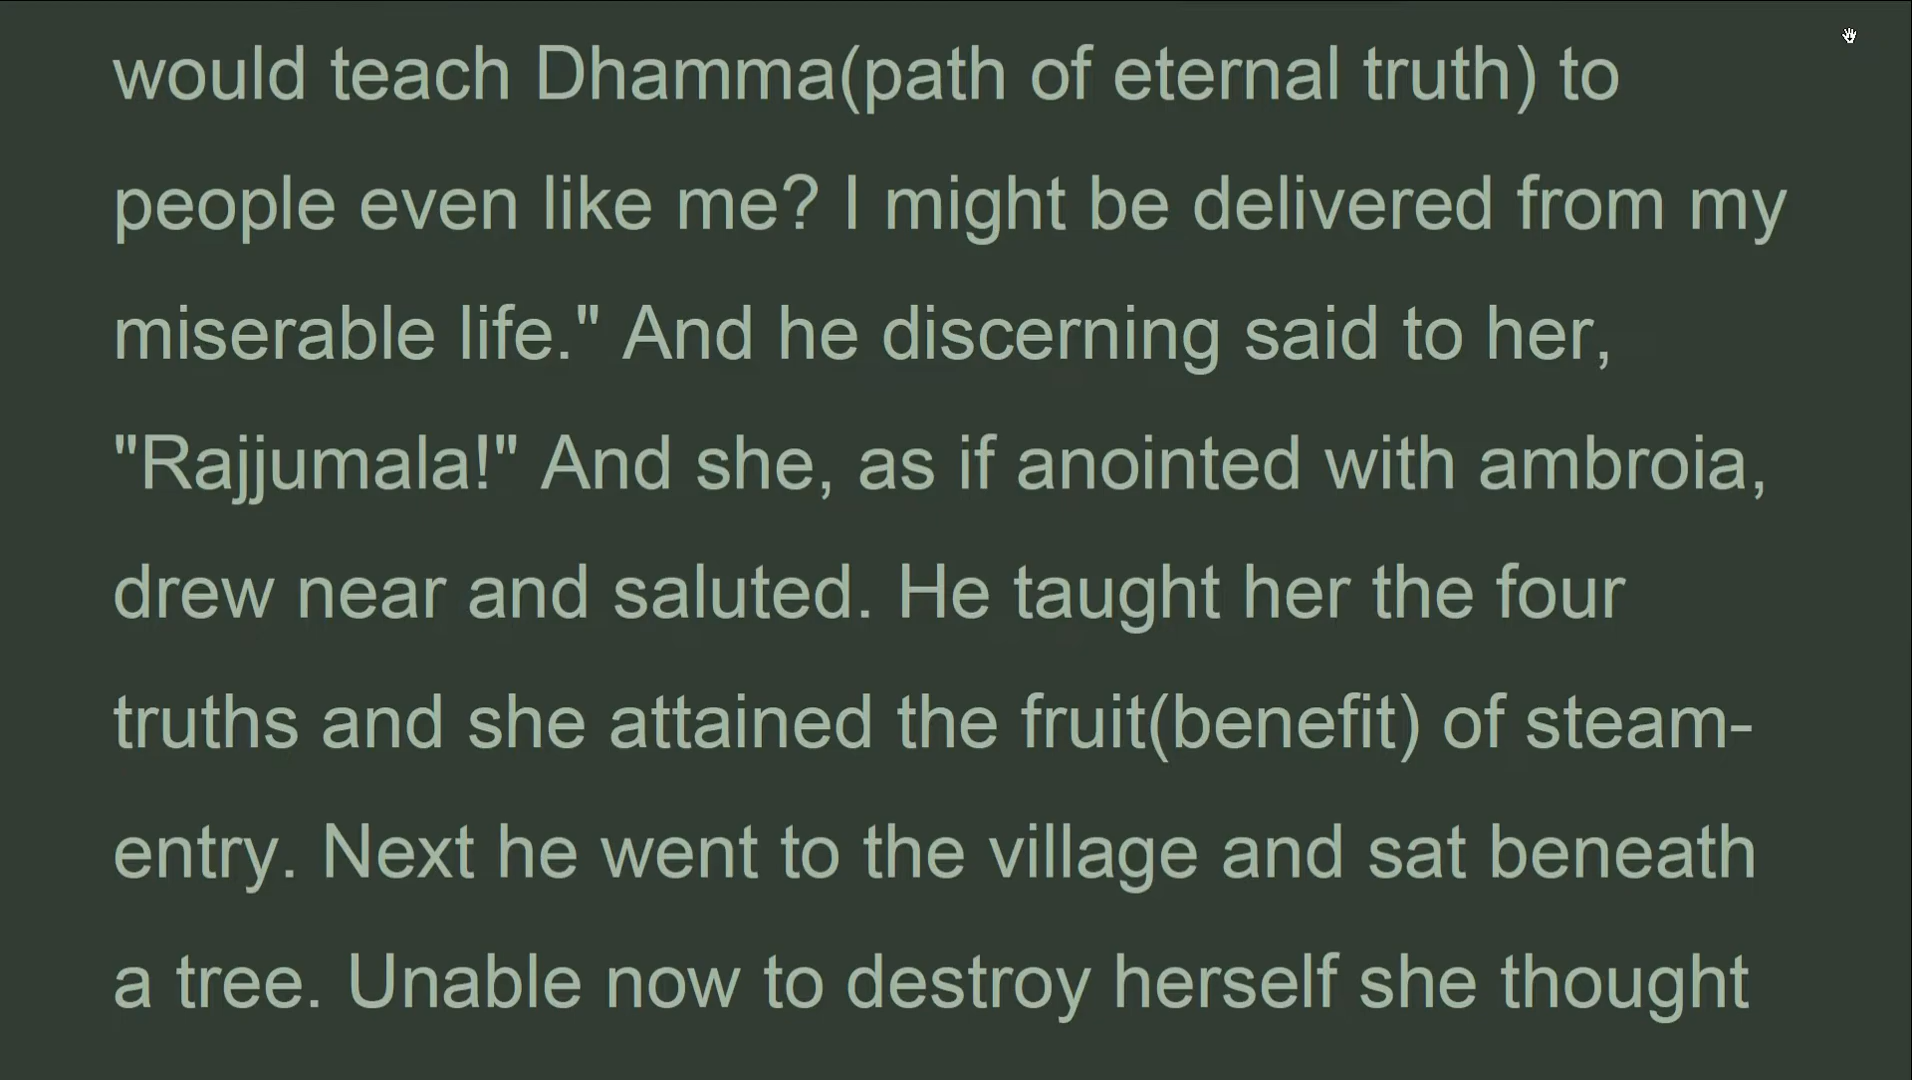 would teach Dhamma(path of eternal truth) to
people even like me? I might be delivered from my
miserable life." And he discerning said to her,
"Rajjumala!" And she, as if anointed with ambroia,
drew near and saluted. He taught her the four
truths and she attained the fruit(benefit) of steam-
entry. Next he went to the village and sat beneath
a tree. Unable now to destroy herself she thought